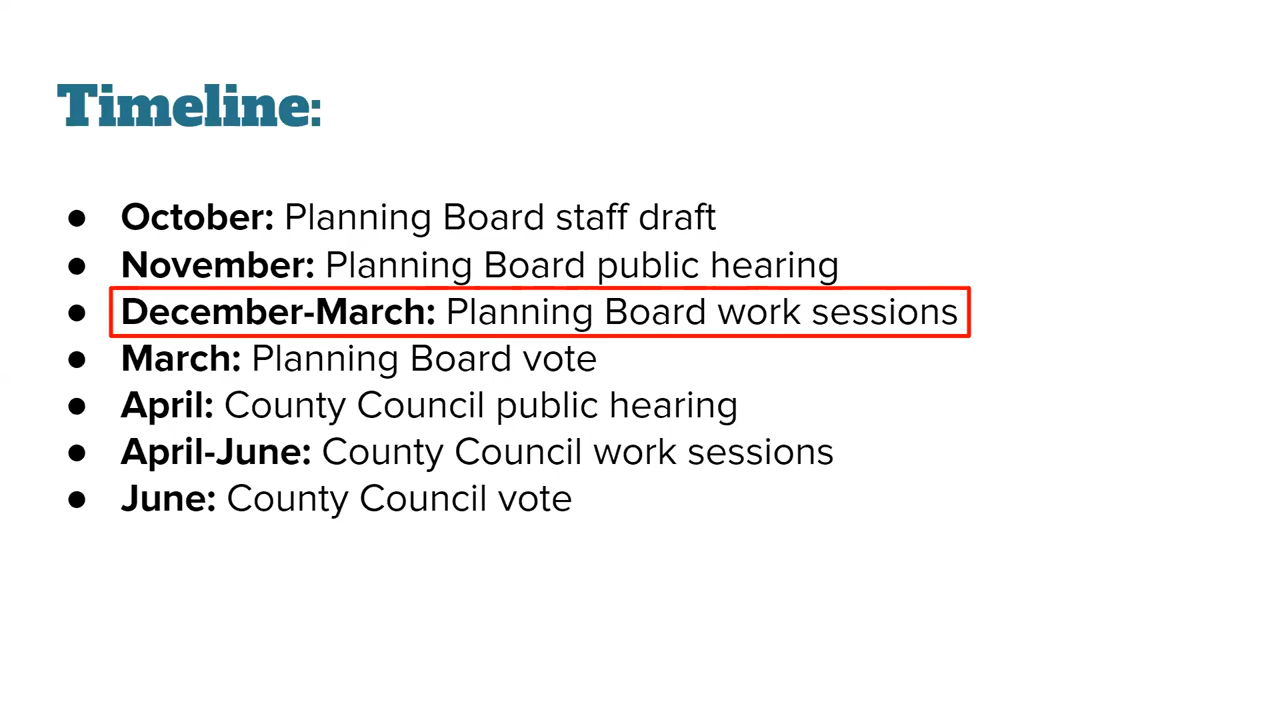 Timeline:
● October: Planning Board staff draft
● November: Planning Board public hearing
● December-March: Planning Board work sessions
● March: Planning Board vote
● April: County Council public hearing
● April-June: County Council work sessions
● June: County Council vote